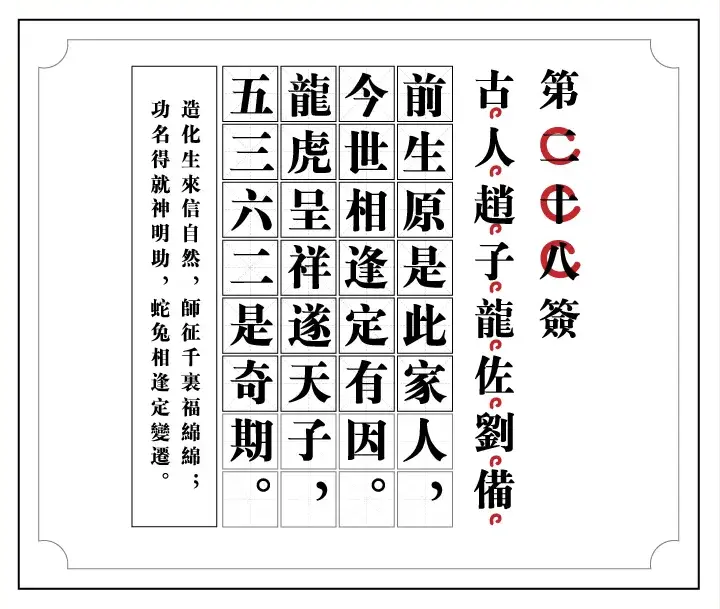 第二十八簽
古人趙子龍佐劉備
前生原是此家人，
今世相逢定有因。
龍虎呈祥遂天子，
五三六二是奇期。
造化生來信自然，師征千裏福綿綿；
功名得就神明助，蛇兔相逢定變遷。